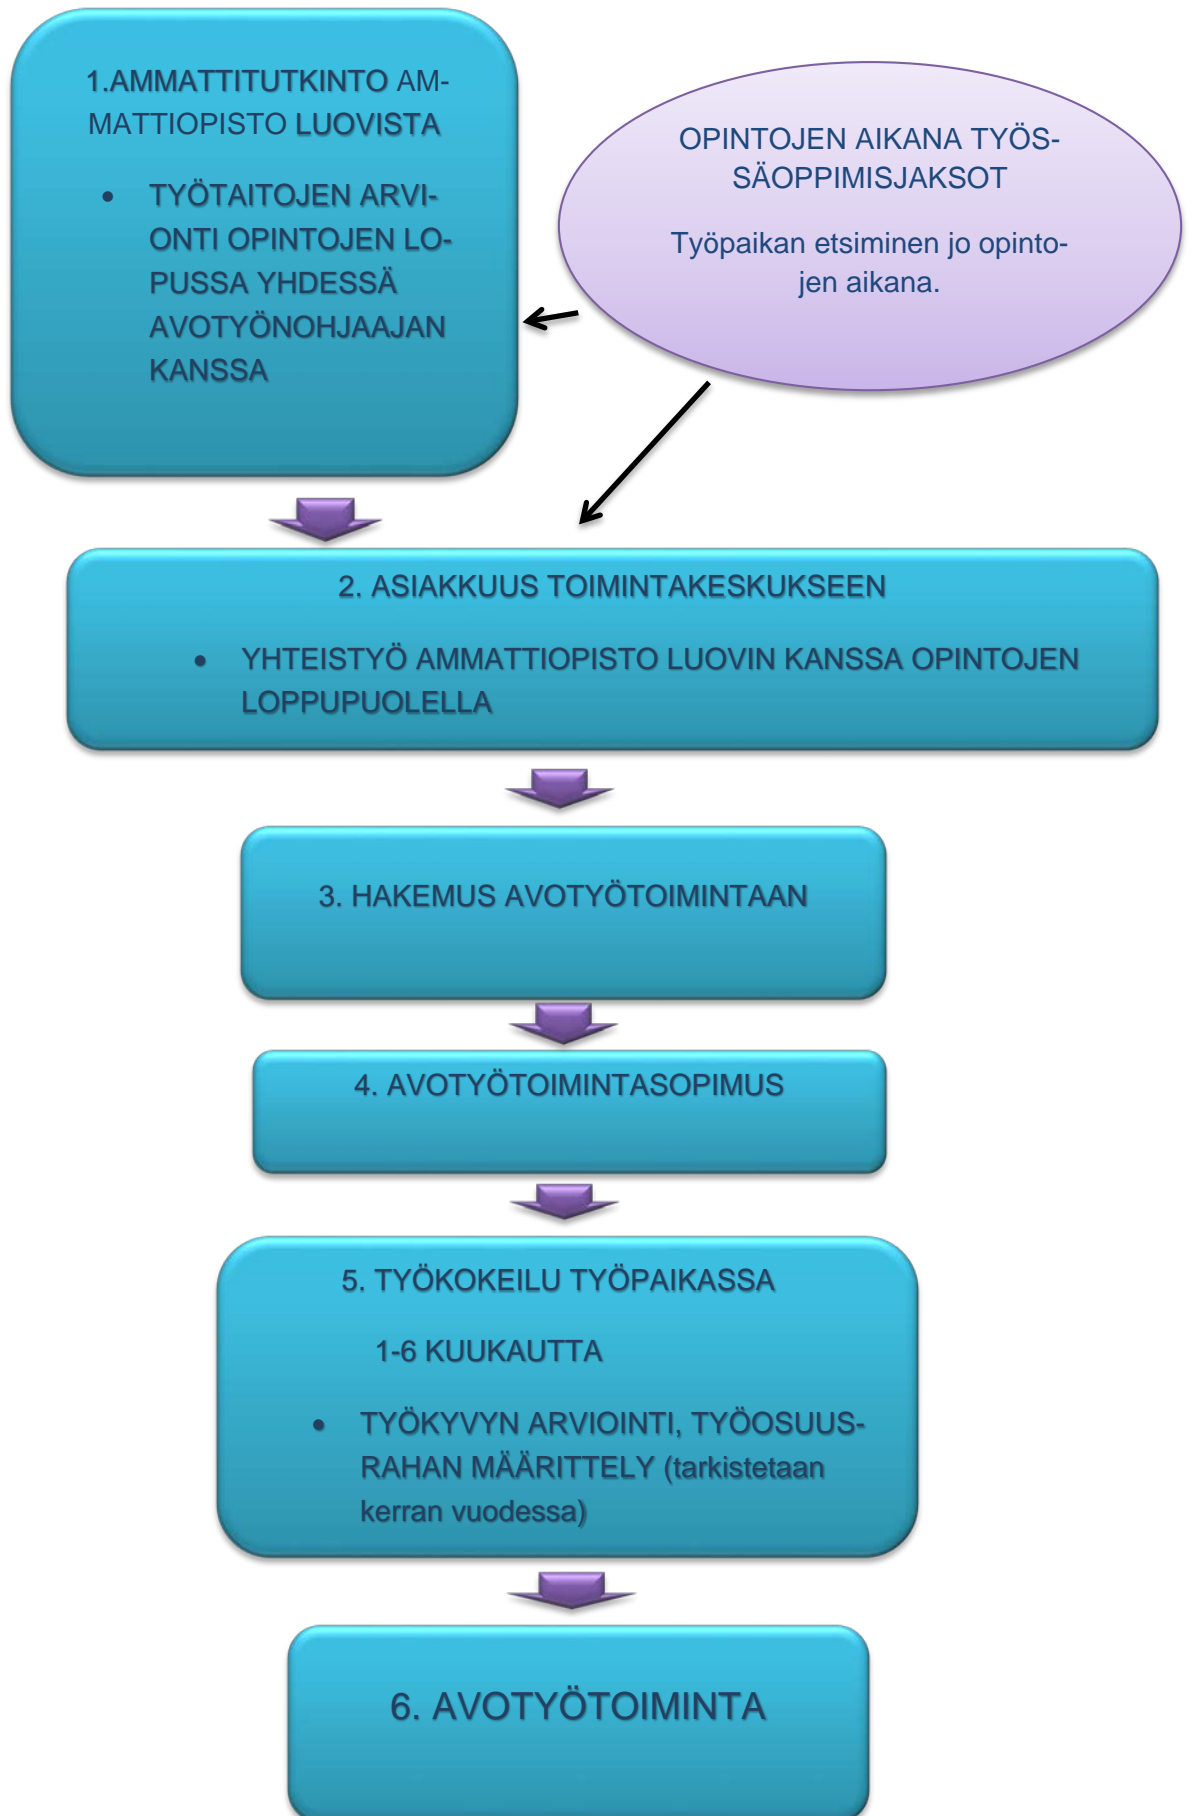 1.AMMATTITUTKINTO AM-
MATTIOPISTO LUOVISTA
• TYÖTAITOJEN ARVI-
ONTI OPINTOJEN LO-
PUSSA YHDESSÄ
AVOTYÖNOHJAAJAN
KANSSA
OPINTOJEN AIKANA TYÖS-
SÄOPPIMISJAKSOT
Työpaikan etsiminen jo opinto-
jen aikana.
2. ASIAKKUUS TOIMINTAKESKUKSEEN
• YHTEISTYÖ AMMATTIOPISTO LUOVIN KANSSA OPINTOJEN
LOPPUPUOLELLA
3. HAKEMUS AVOTYÖTOIMINTAAN
4. AVOTYÖTOIMINTASOPIMUS
5. TYÖKOKEILU TYÖPAIKASSA
1-6 KUUKAUTTA
• TYÖKYVYN ARVIOINTI, TYÖOSUUS-
RAHAN MÄÄRITTELY (tarkistetaan
kerran vuodessa)
6. AVOTYÖTOIMINTA